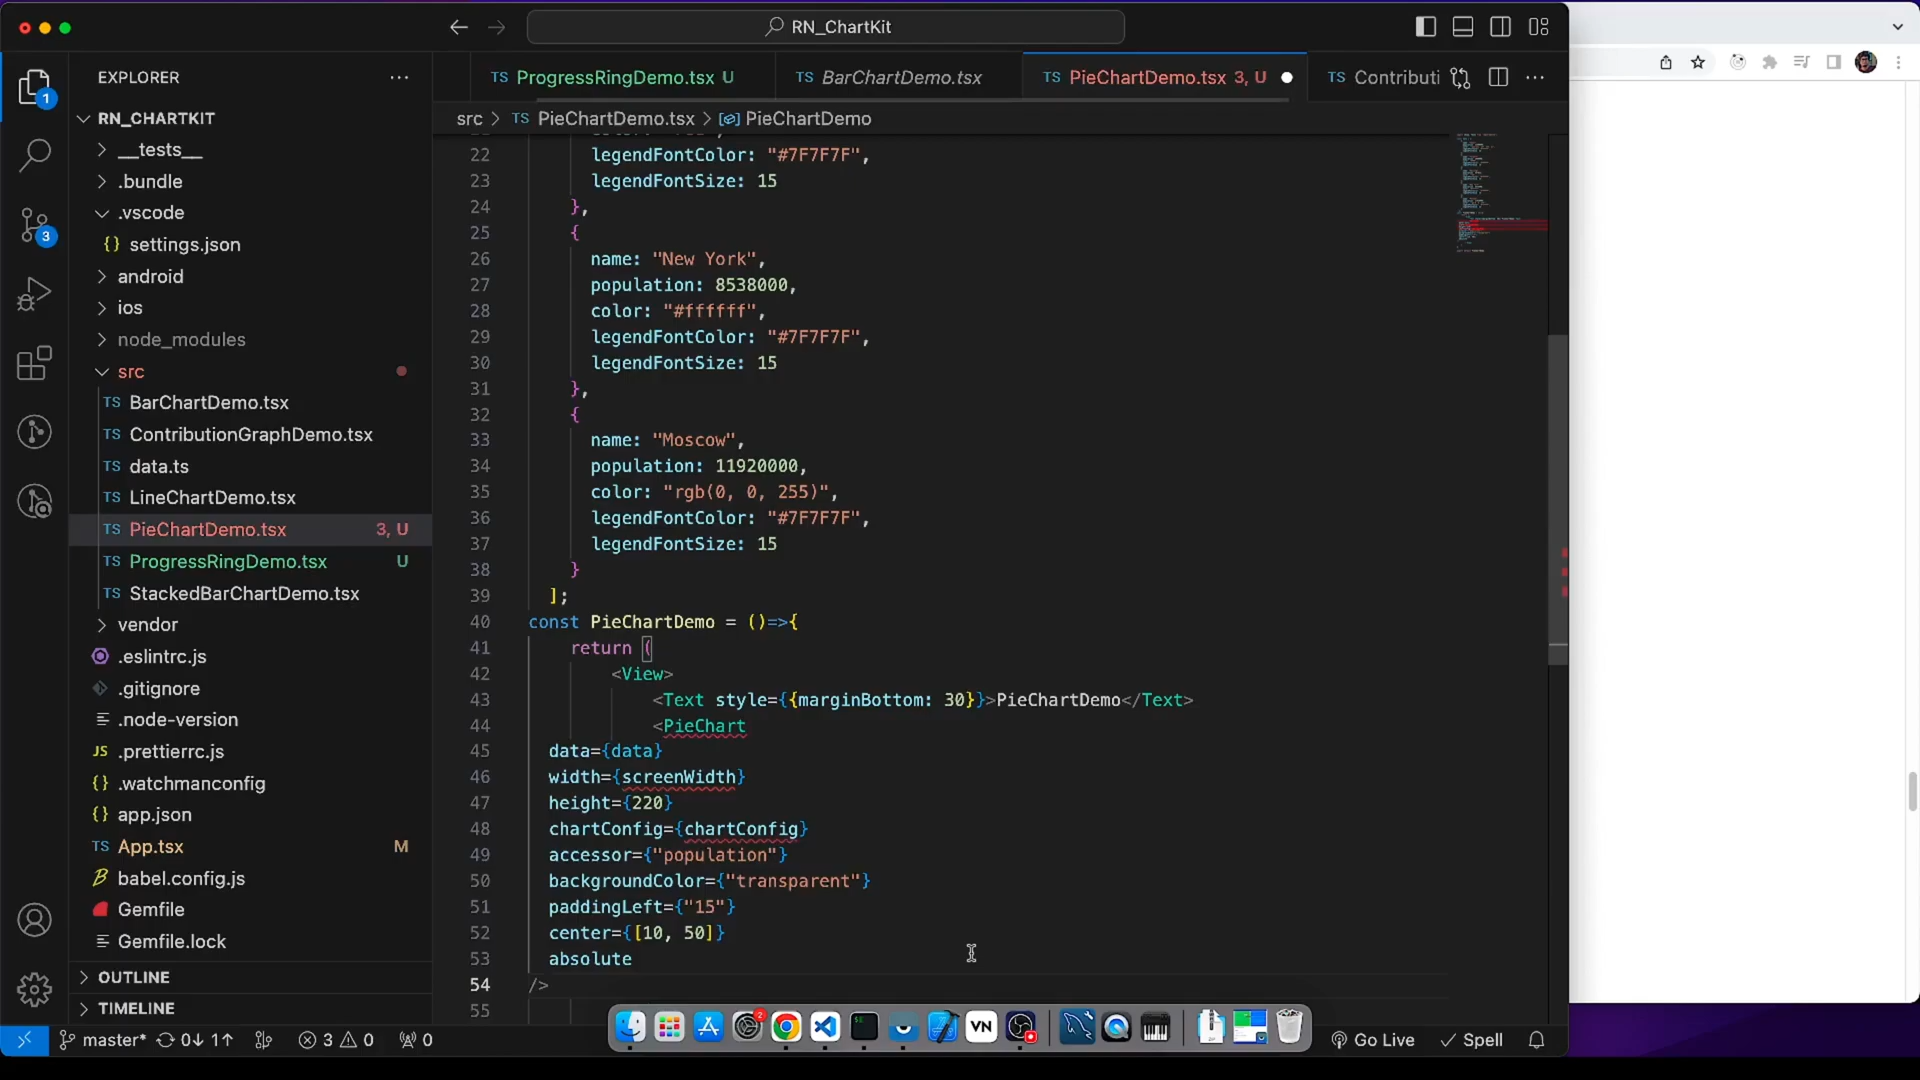 RN_ChartKit
EXPLORER
TS ProgressRingDemo.tsx U
TS BarChartDemo.tsx
TS PieChartDemo.tsx 3, U
TS Contributi
src > TS PieChartDemo.tsx > PieChartDemo
1
3
RN_CHARTKIT
__tests__
.bundle
.vscode
{} settings.json
android
ios
node_modules
src
TS BarChartDemo.tsx
TS ContributionGraphDemo.tsx
TS data.ts
TS LineChartDemo.tsx
TS PieChartDemo.tsx 3, U
TS ProgressRingDemo.tsx U
TS StackedBarChartDemo.tsx
vendor
.eslintrc.js
.gitignore
.node-version
JS .prettierrc.js
{} .watchmanconfig
{} app.json
TS App.tsx M
babel.config.js
Gemfile
Gemfile.lock
OUTLINE
TIMELINE
22 legendFontColor: "#7F7F7F",
23 legendFontSize: 15
24 },
25 {
26 name: "New York",
27 population: 8538000,
28 color: "#ffffff",
29 legendFontColor: "#7F7F7F",
30 legendFontSize: 15
31 },
32 {
33 name: "Moscow",
34 population: 11920000,
35 color: "rgb(0, 0, 255)",
36 legendFontColor: "#7F7F7F",
37 legendFontSize: 15
38 }
39 ];
40 const PieChartDemo = ()=>{
41 return (
42 <View>
43 <Text style={{marginBottom: 30}}>PieChartDemo</Text>
44 <PieChart
45 data={data}
46 width={screenWidth}
47 height={220}
48 chartConfig={chartConfig}
49 accessor={"population"}
50 backgroundColor={"transparent"}
51 paddingLeft={"15"}
52 center={[10, 50]}
53 absolute
54 />
55
2
VN
master* 0↓ 1↑ 3 0 0
Go Live
Spell